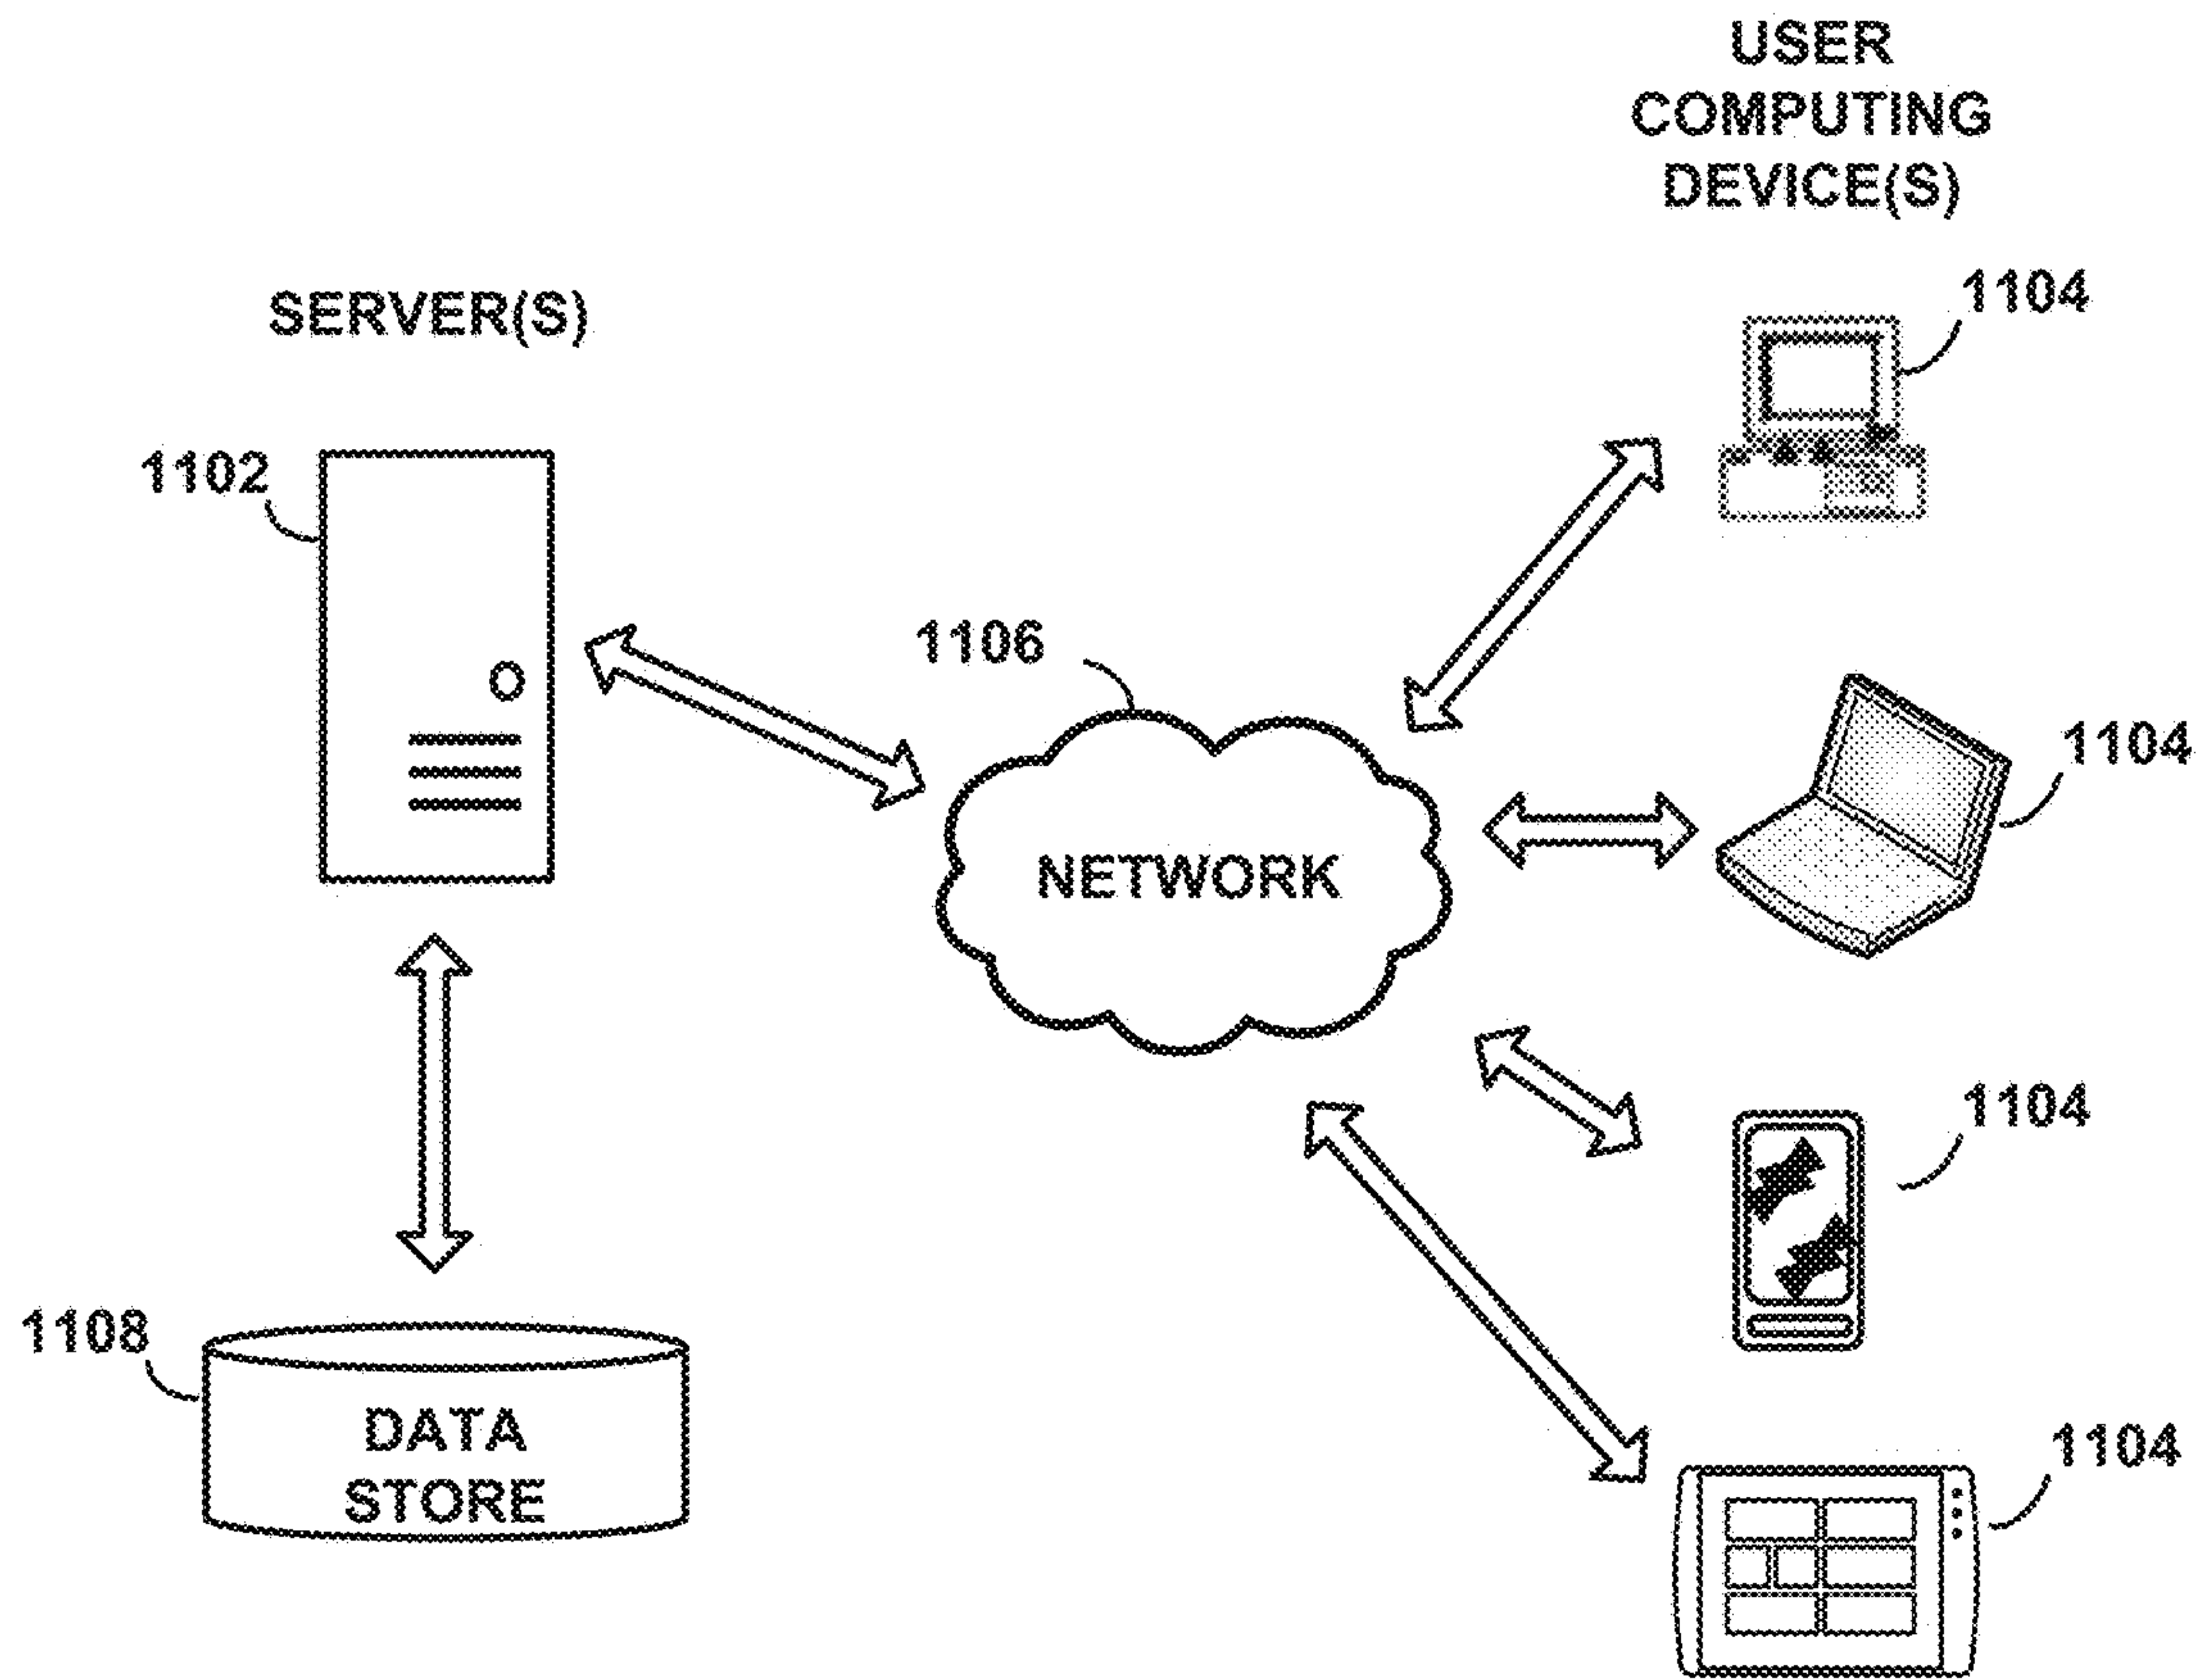 USER
COMPUTING
DEVICE(S)
1104
SERVER(S)
1102
1106
1104
NETWORK
1104
1108
DATA
STORE
1104